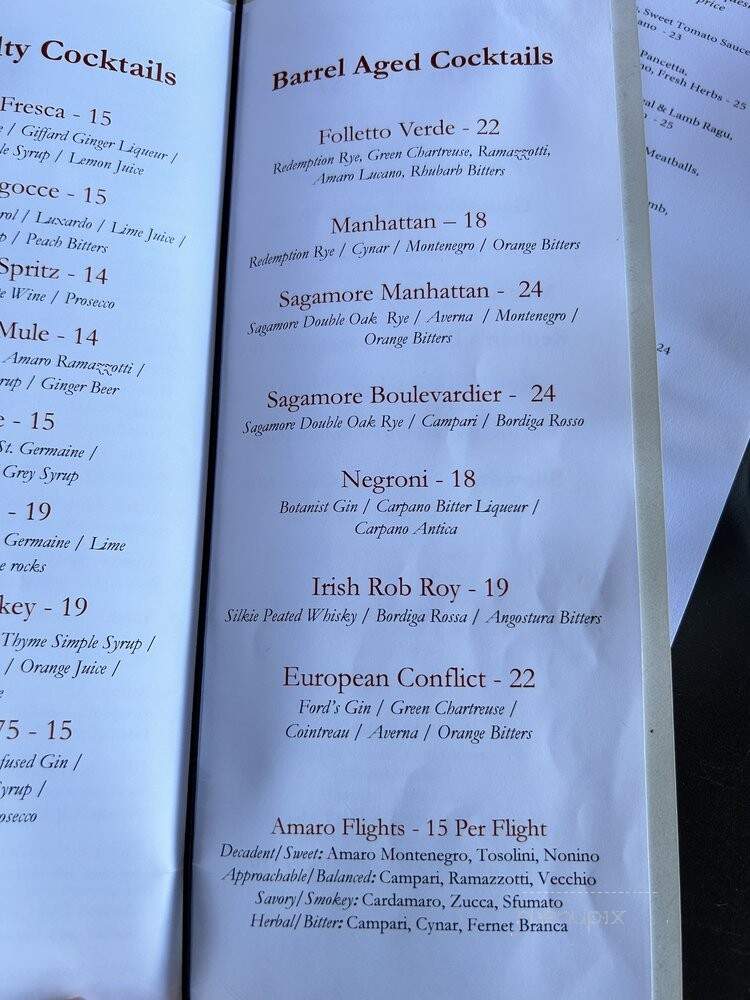 lty Cocktails
Fresca - 15
e / Giffard Ginger Liqueur /
le Syrup / Lemon Juice
gocce - 15
rol / Luxardo / Lime Juice /
p / Peach Bitters
Spritz - 14
e Wine / Prosecco
Mule - 14
Amaro Ramazzotti /
rup / Ginger Beer
e - 15
St. Germaine /
Grey Syrup
- 19
Germaine / Lime
e rocks
key - 19
Thyme Simple Syrup /
/ Orange Juice /
e
75 - 15
fused Gin /
yrup /
osecco
Barrel Aged Cocktails
Folletto Verde - 22
Redemption Rye, Green Chartreuse, Ramazzotti,
Amaro Lucano, Rhubarb Bitters
Manhattan – 18
Redemption Rye / Cynar / Montenegro / Orange Bitters
Sagamore Manhattan - 24
Sagamore Double Oak Rye / Averna / Montenegro /
Orange Bitters
Sagamore Boulevardier - 24
Sagamore Double Oak Rye / Campari / Bordiga Rosso
Negroni - 18
Botanist Gin / Carpano Bitter Liqueur /
Carpano Antica
Irish Rob Roy - 19
Silkie Peated Whisky / Bordiga Rossa / Angostura Bitters
European Conflict - 22
Ford's Gin / Green Chartreuse /
Cointreau / Averna / Orange Bitters
Amaro Flights - 15 Per Flight
Decadent/Sweet: Amaro Montenegro, Tosolini, Nonino
Approachable/Balanced: Campari, Ramazzotti, Vecchio
Savory/Smokey: Cardamaro, Zucca, Sfumato
Herbal/Bitter: Campari, Cynar, Fernet Branca
price
, Sweet Tomato Sauce
ano - 23
Pancetta,
no, Fresh Herbs - 25
al & Lamb Ragu,
- 25
Meatballs,
mb,
24